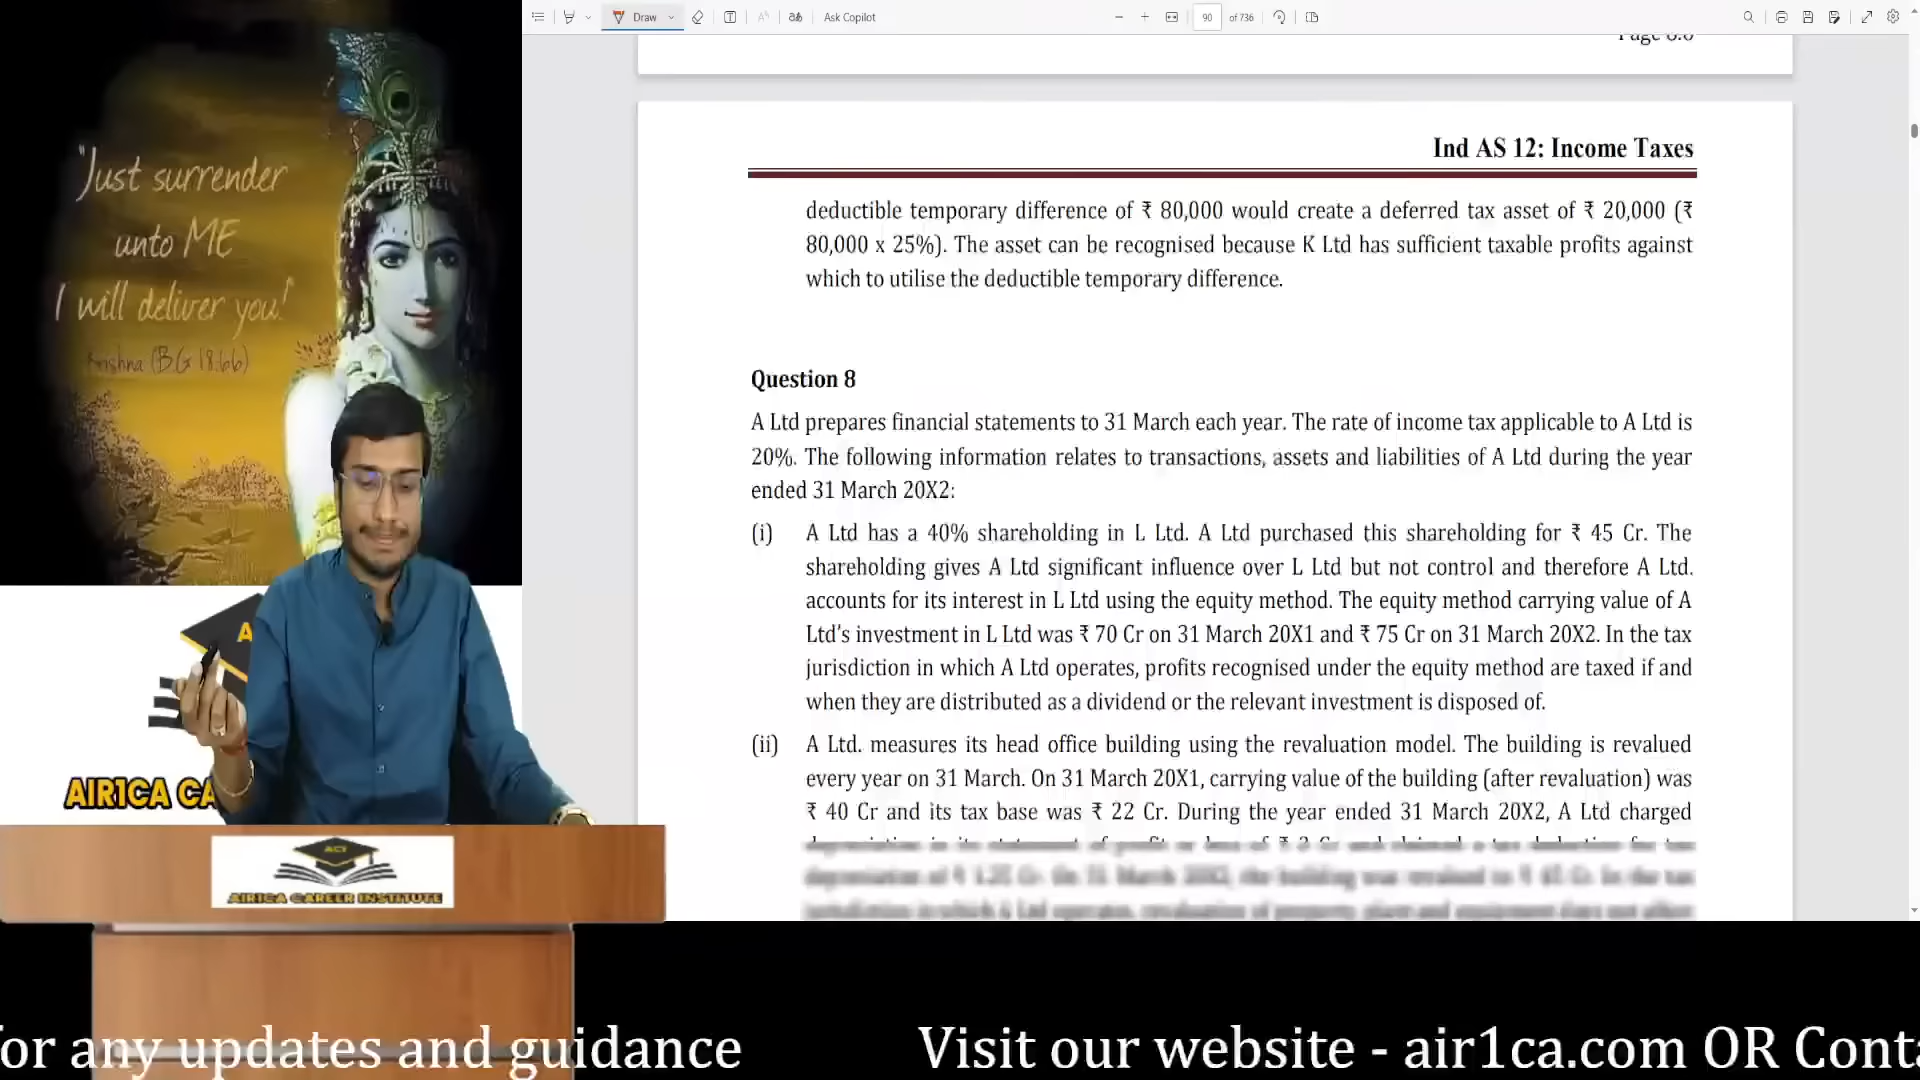 Draw
Ask Copilot
90
of 736
"Just surrender
unto ME
I will deliver you!"
Krishna (BG 18.66)
Ind AS 12: Income Taxes
deductible temporary difference of ₹ 80,000 would create a deferred tax asset of ₹ 20,000 (₹
80,000 x 25%). The asset can be recognised because K Ltd has sufficient taxable profits against
which to utilise the deductible temporary difference.
Question 8
A Ltd prepares financial statements to 31 March each year. The rate of income tax applicable to A Ltd is
20%. The following information relates to transactions, assets and liabilities of A Ltd during the year
ended 31 March 20X2:
(i) A Ltd has a 40% shareholding in L Ltd. A Ltd purchased this shareholding for ₹ 45 Cr. The
shareholding gives A Ltd significant influence over L Ltd but not control and therefore A Ltd.
accounts for its interest in L Ltd using the equity method. The equity method carrying value of A
Ltd's investment in L Ltd was ₹ 70 Cr on 31 March 20X1 and ₹ 75 Cr on 31 March 20X2. In the tax
jurisdiction in which A Ltd operates, profits recognised under the equity method are taxed if and
when they are distributed as a dividend or the relevant investment is disposed of.
(ii) A Ltd. measures its head office building using the revaluation model. The building is revalued
every year on 31 March. On 31 March 20X1, carrying value of the building (after revaluation) was
₹ 40 Cr and its tax base was ₹ 22 Cr. During the year ended 31 March 20X2, A Ltd charged
AIR1CA CA
ACI
AIR1CA CAREER INSTITUTE
or any updates and guidance
Visit our website - air1ca.com OR Conta